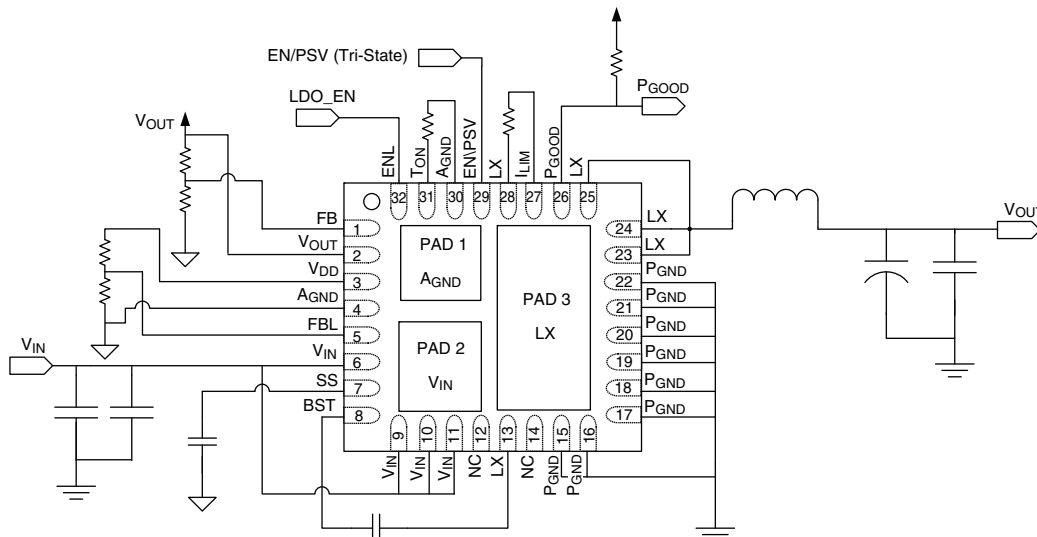 EN/PSV (Tri-State)
PGOOD
LDO_EN
VOUT
ENL
TON
AGND
EN\PSV
LX
ILIM
PGOOD
LX
32
31
30
29
28
27
26
25
FB
1
VOUT
2
VDD
3
AGND
4
FBL
5
VIN
VIN
6
SS
7
BST
8
PAD 1
AGND
PAD 2
VIN
PAD 3
LX
24
LX
23
LX
22
PGND
21
PGND
20
PGND
19
PGND
18
PGND
17
PGND
VOUT
9
10
11
12
13
14
15
16
VIN
VIN
VIN
NC
LX
NC
PGND
PGND